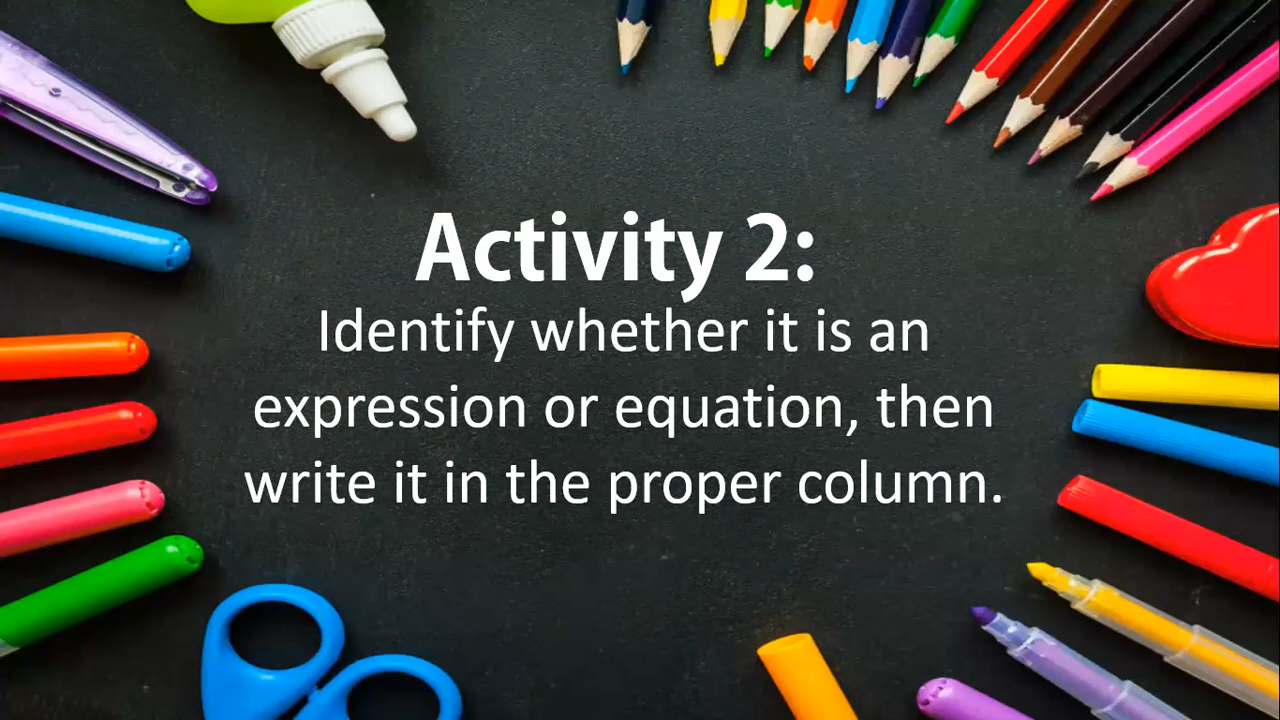 Activity 2:
Identify whether it is an
expression or equation, then
write it in the proper column.